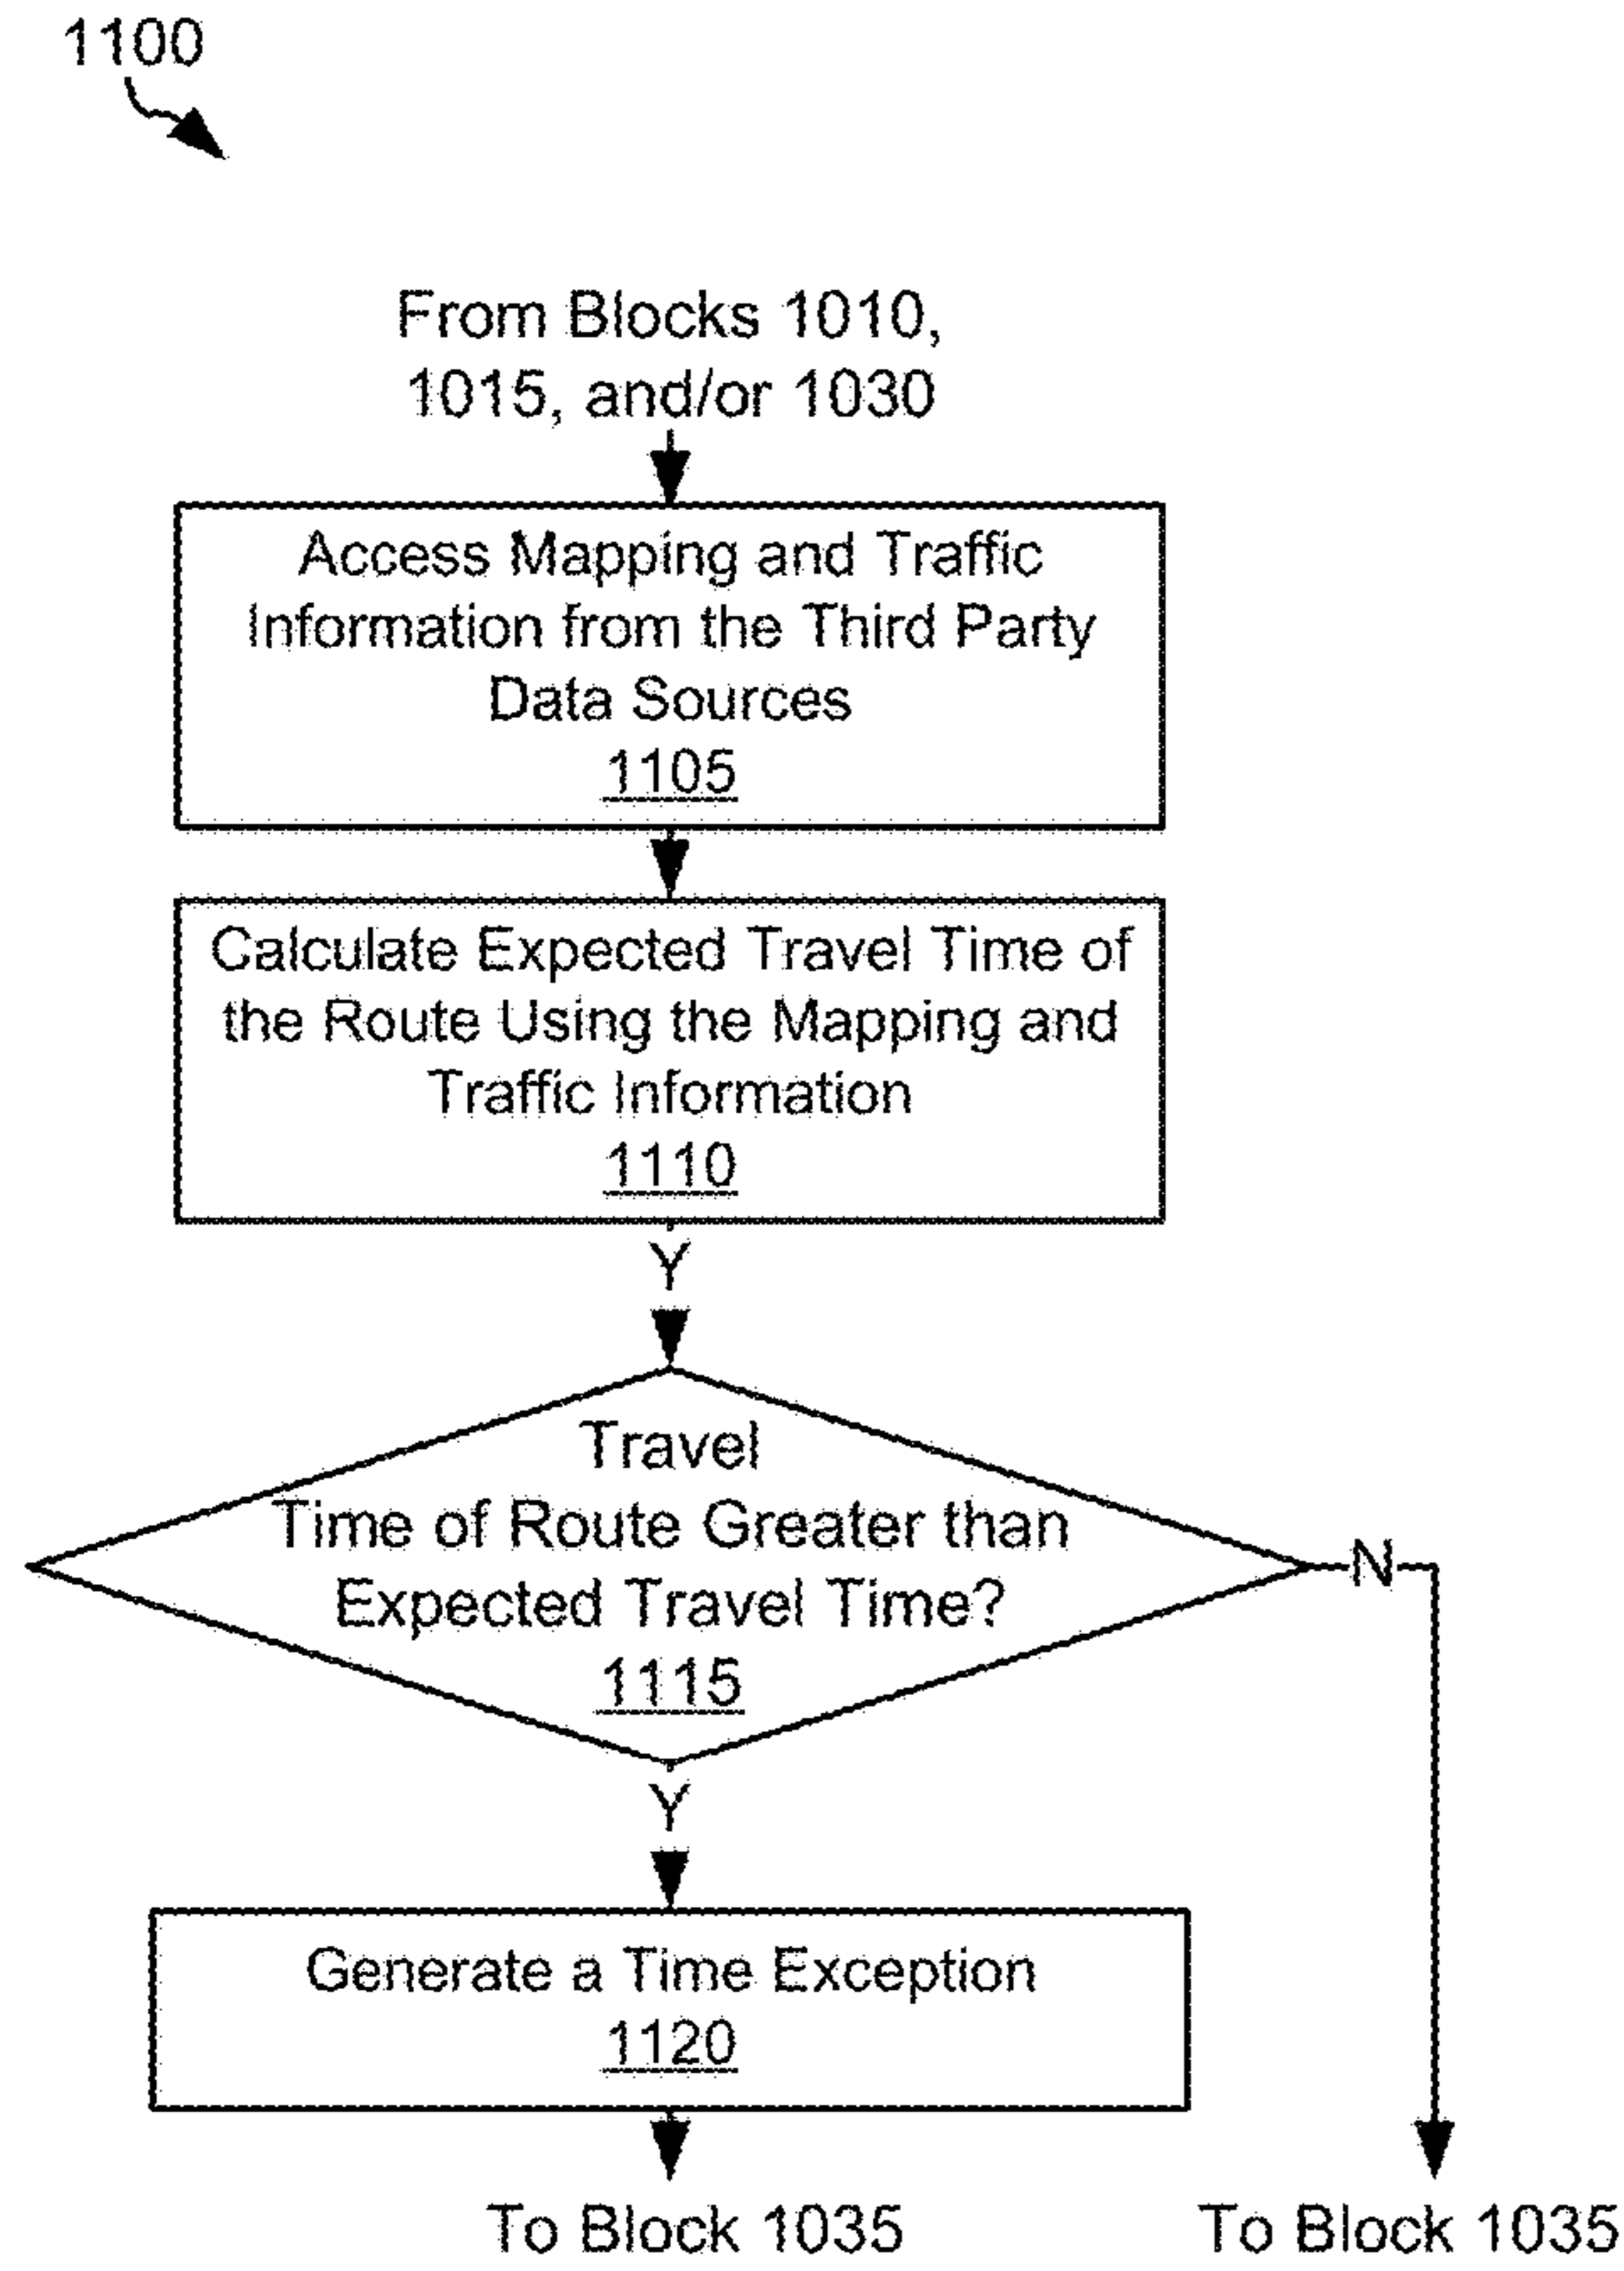 1100
From Blocks 1010,
1015, and/or 1030
Access Mapping and Traffic
Information from the Third Party
Data Sources
1105
Calculate Expected Travel Time of
the Route Using the Mapping and
Traffic Information
1110
Y
Travel
Time of Route Greater than
Expected Travel Time?
1115
N
Y
Generate a Time Exception
1120
To Block 1035
To Block 1035